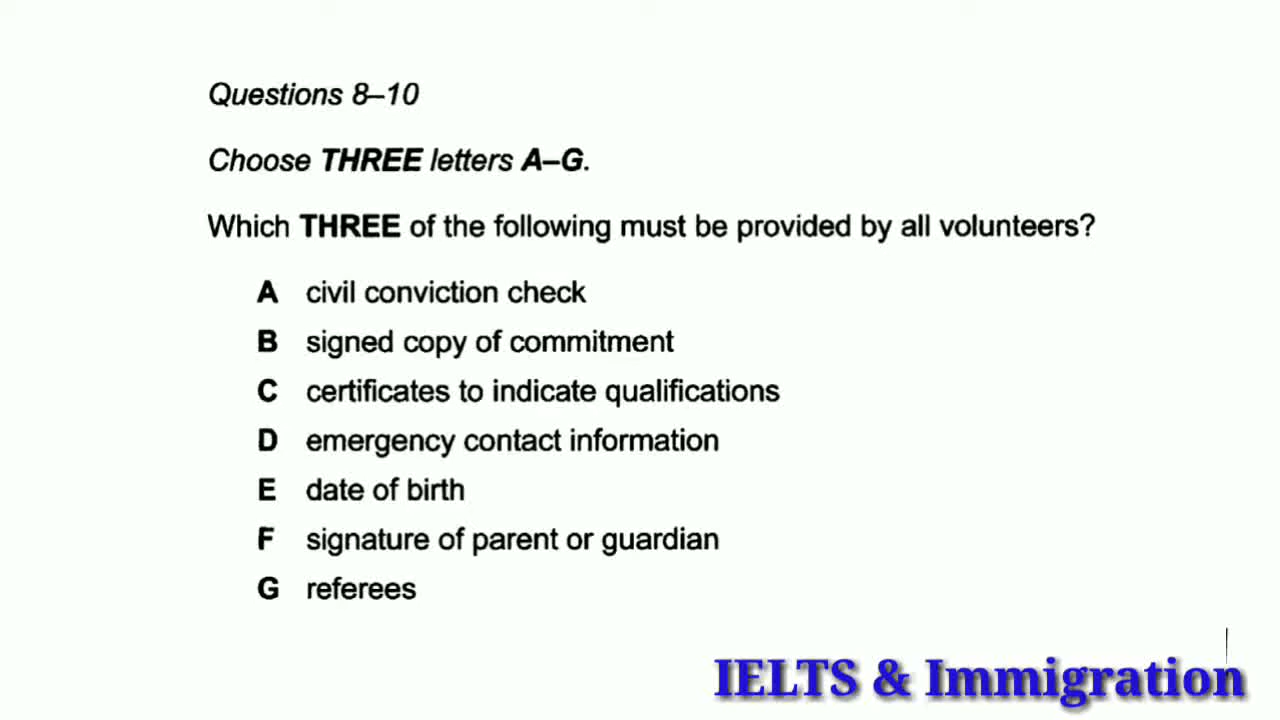 Questions 8–10
Choose THREE letters A–G.
Which THREE of the following must be provided by all volunteers?
A civil conviction check
B signed copy of commitment
C certificates to indicate qualifications
D emergency contact information
E date of birth
F signature of parent or guardian
G referees
IELTS & Immigration